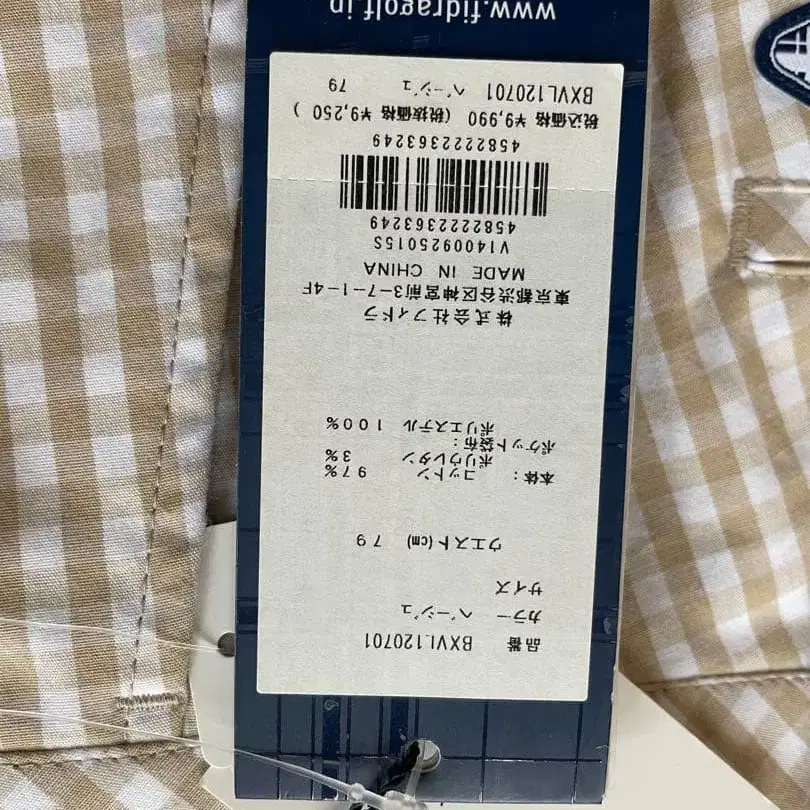 品番 BXVL120701
カラー ベージュ
サイズ
ウエスト(cm) 79
本体: コットン 97%
ポリウレタン 3%
ポケット袋布:
ポリエステル 100%
株式会社フィドラ
東京都渋谷区神宮前3-7-1-4F
MADE IN CHINA
V1400925015S
4582222363249
4582222363249
税込価格 ¥9,990 (税抜価格 ¥9,250 )
BXVL120701 ベージュ 79
www.fidragolf.jp